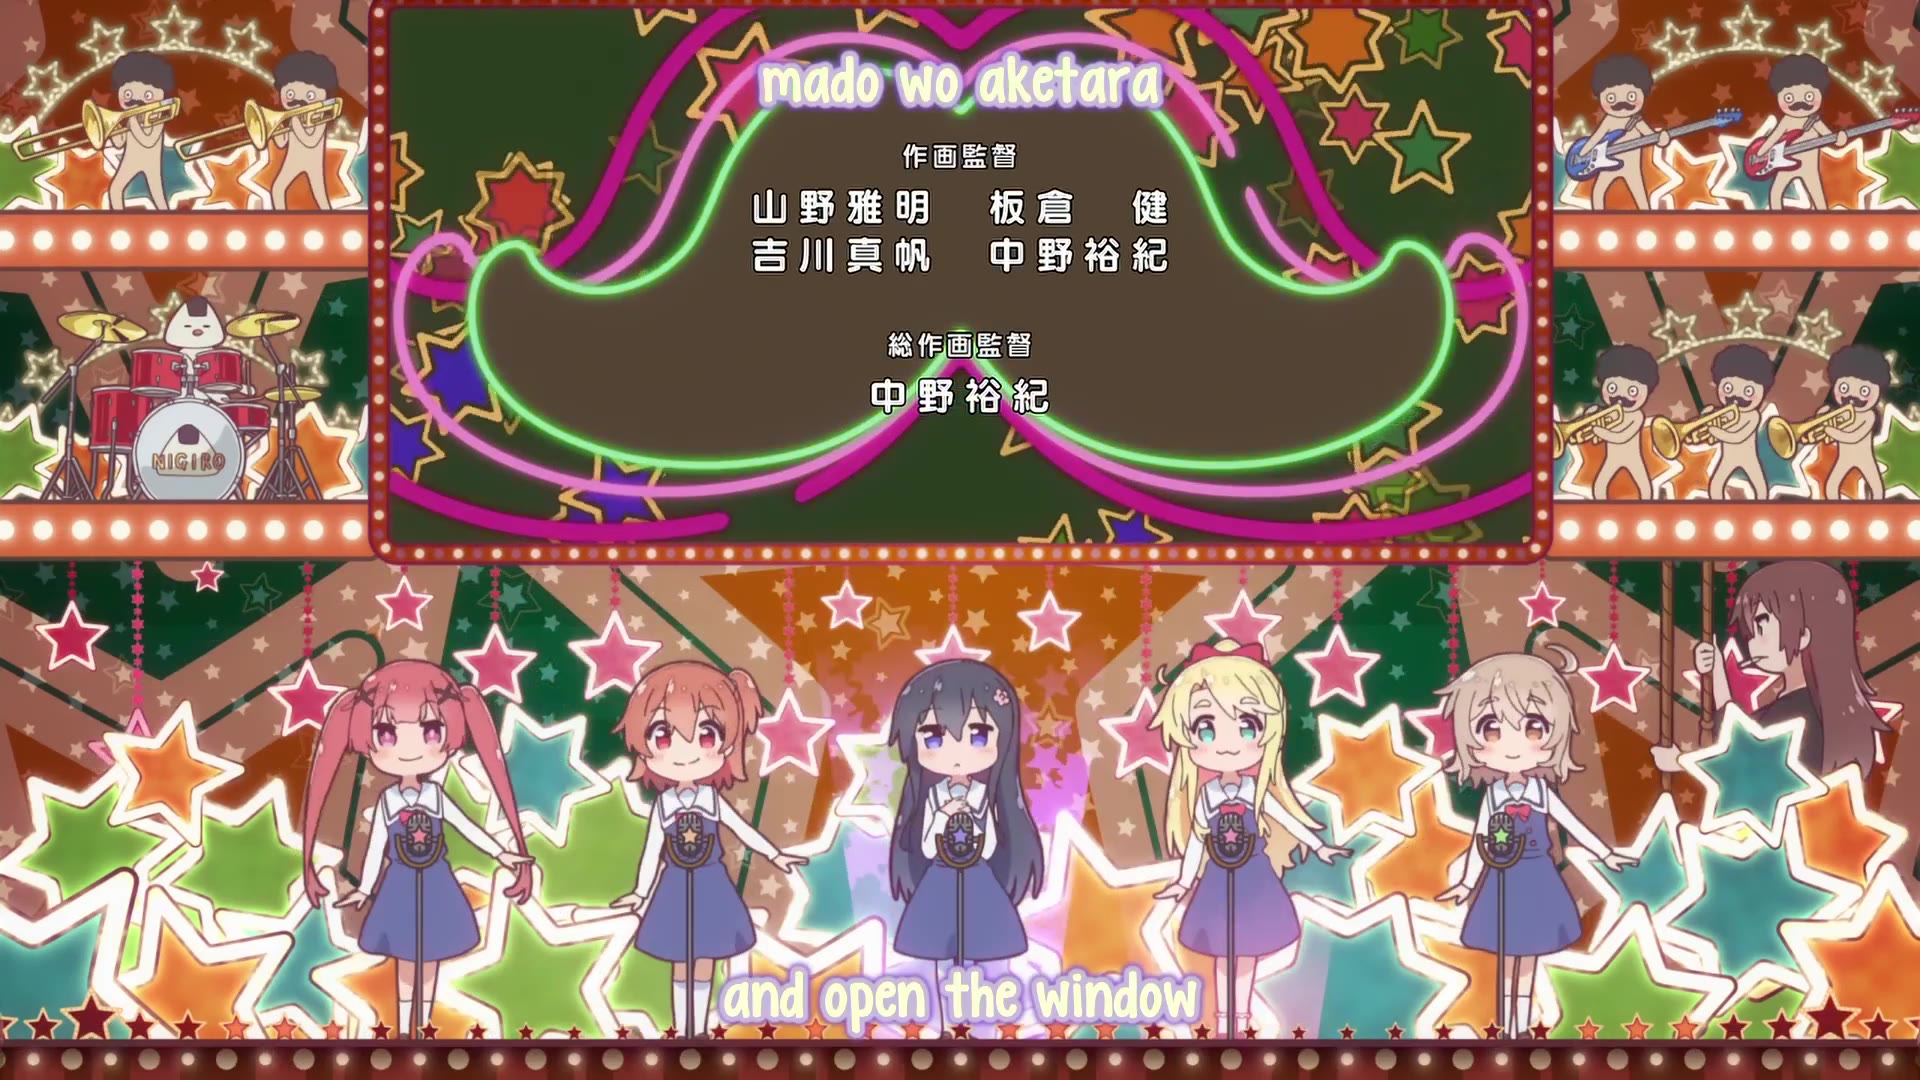 mado wo aketara
作画監督
山野雅明 板倉 健
吉川真帆 中野裕紀
総作画監督
中野裕紀
NIGIRO
and open the window